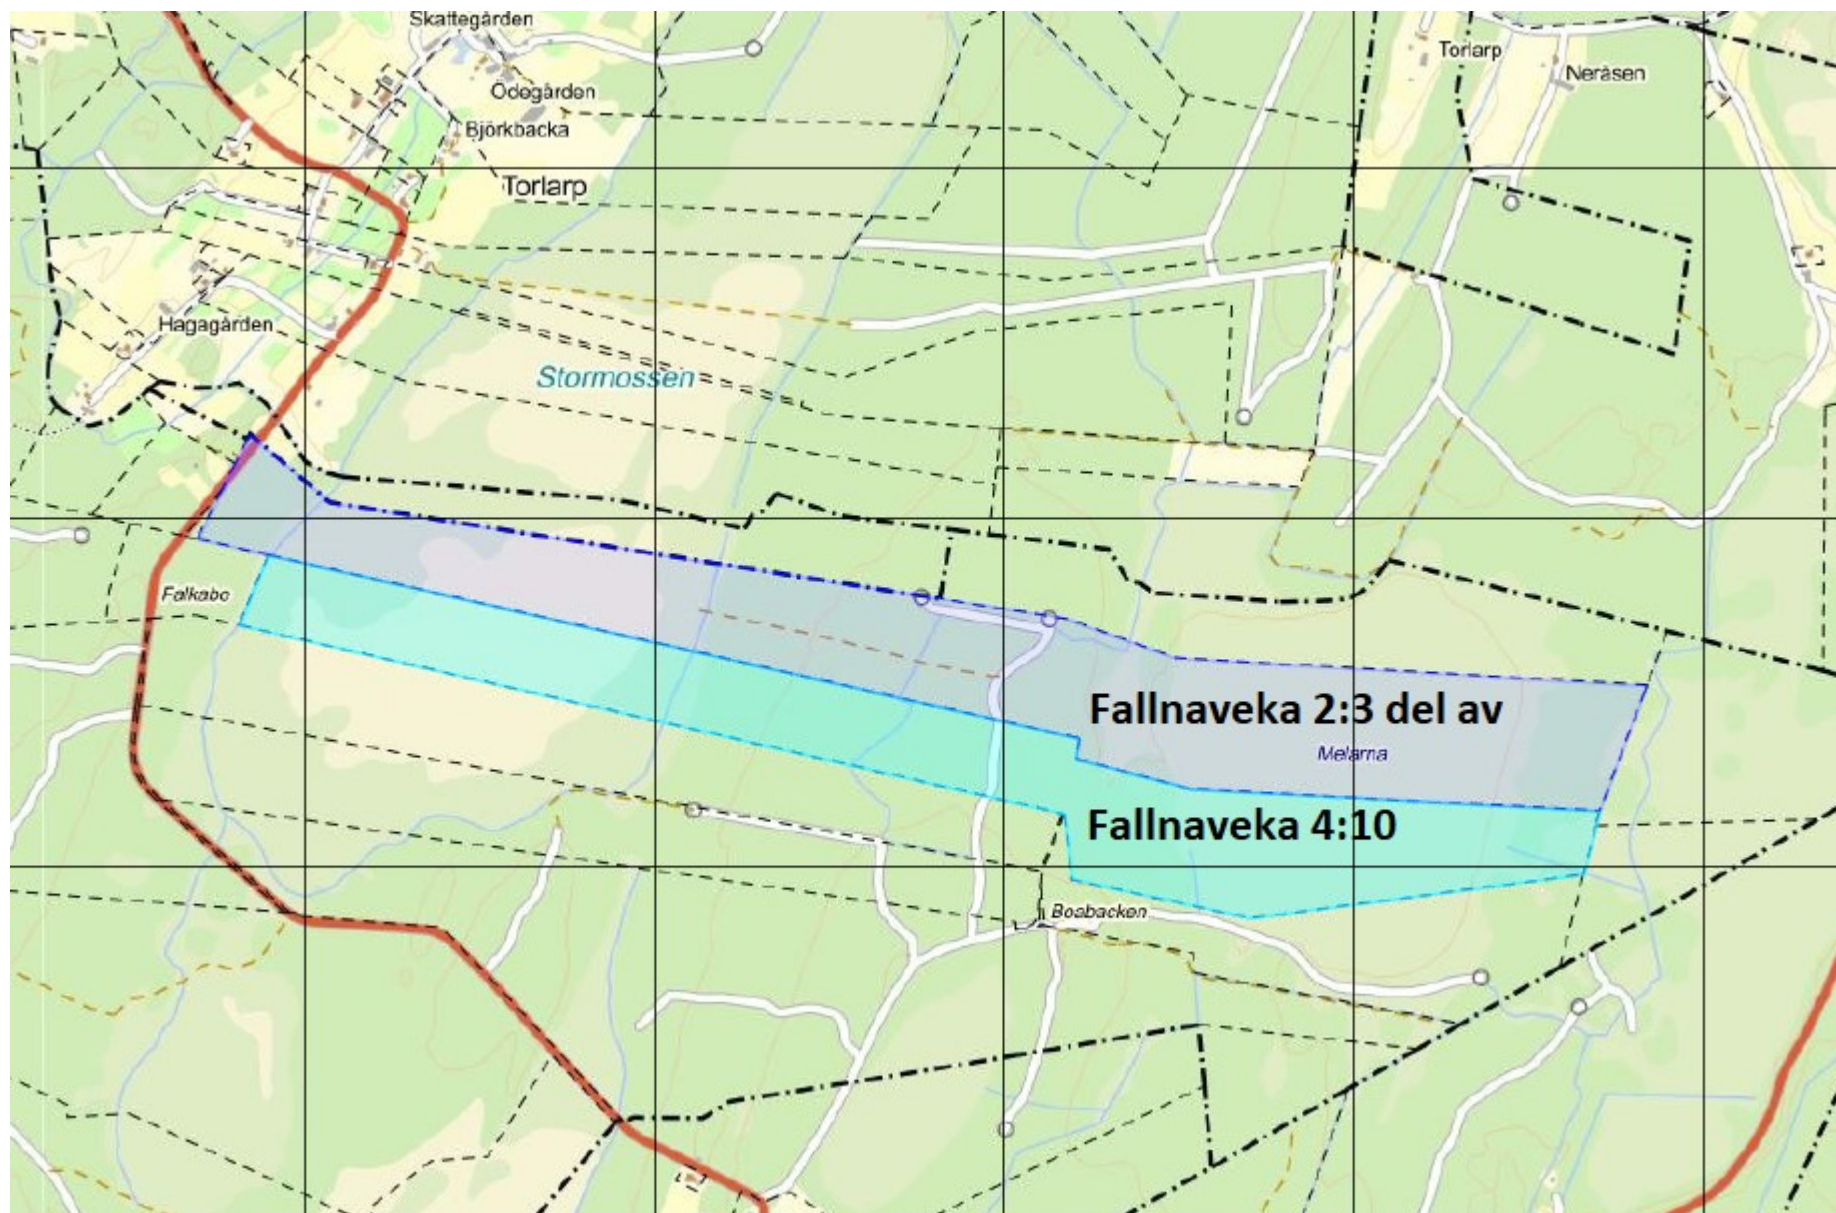 Skattegården
Torlarp
Neråsen
Ödegården
Björkbacka
Torlarp
Hagagården
Stormossen
Falkabo
Fallnaveka 2:3 del av
Melarna
Fallnaveka 4:10
Boabacken